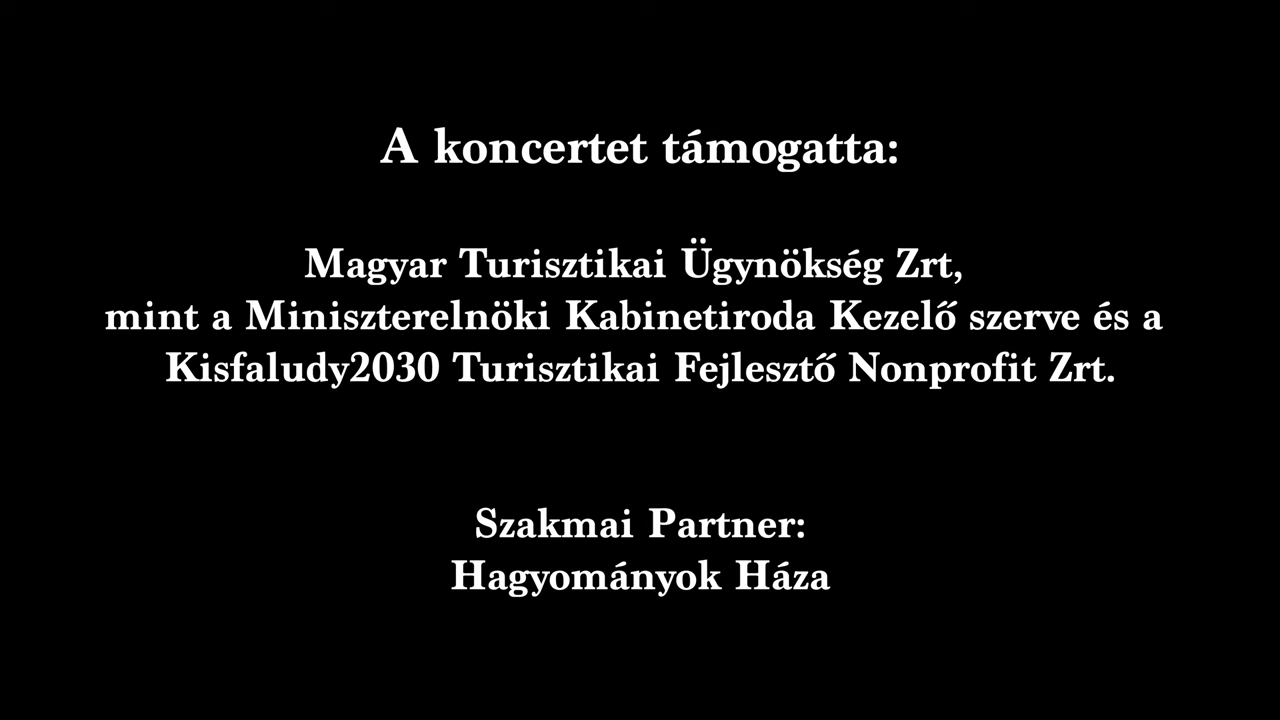 A koncertet támogatta:
Magyar Turisztikai Ügynökség Zrt,
mint a Miniszterelnöki Kabinetiroda Kezelő szerve és a
Kisfaludy2030 Turisztikai Fejlesztő Nonprofit Zrt.
Szakmai Partner:
Hagyományok Háza